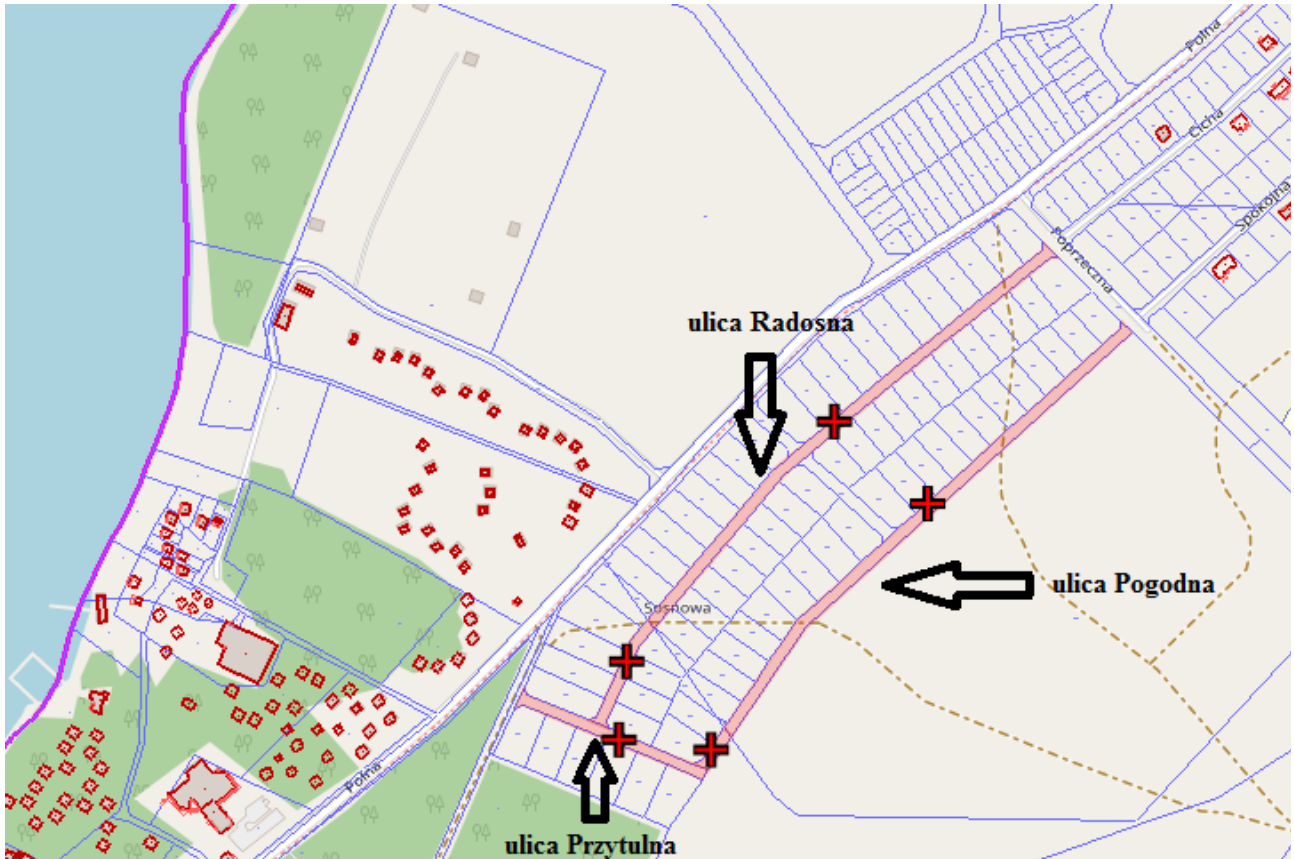 Polna
Cicha
Spokojna
Poprzeczna
ulica Radosna
ulica Pogodna
Sosnowa
Polna
ulica Przytulna